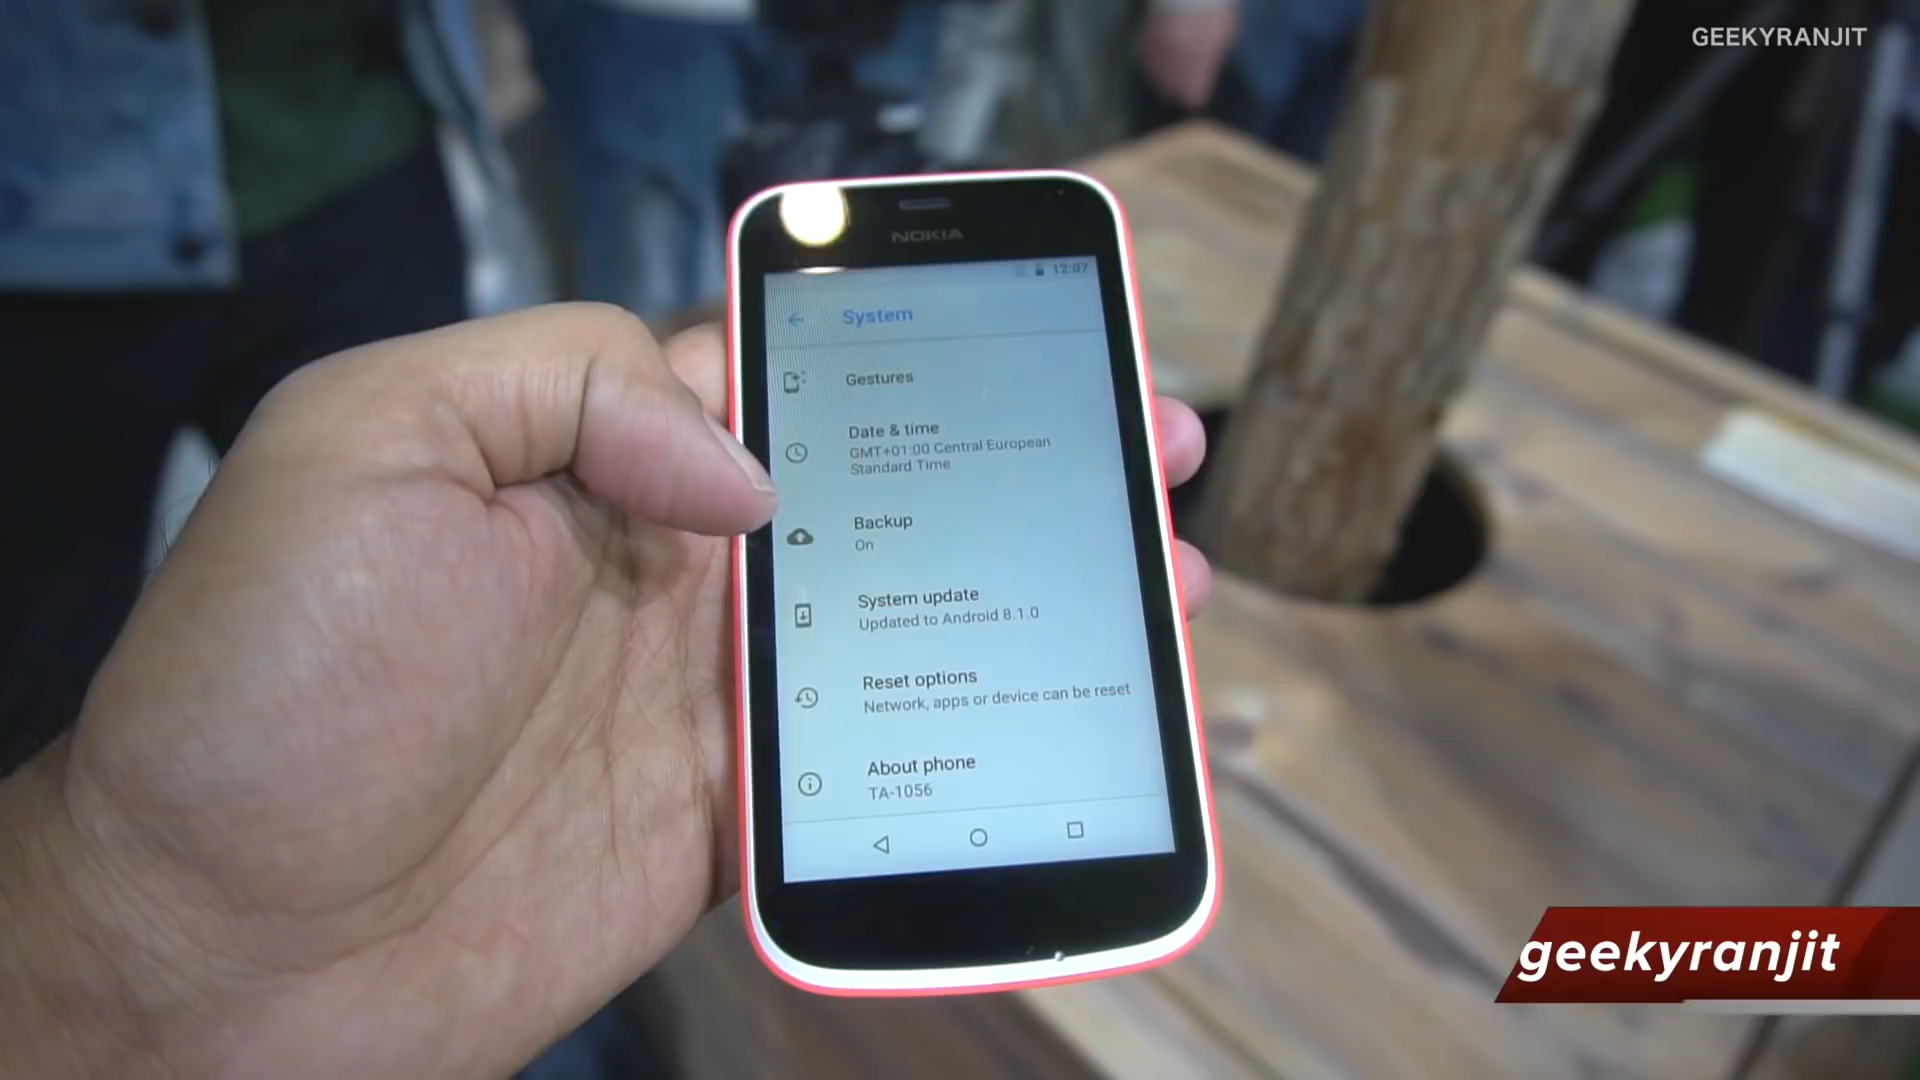 GEEKYRANJIT
NOKIA
12:07
System
Gestures
Date & time
GMT+01:00 Central European
Standard Time
Backup
On
System update
Updated to Android 8.1.0
Reset options
Network, apps or device can be reset
About phone
TA-1056
geekyranjit